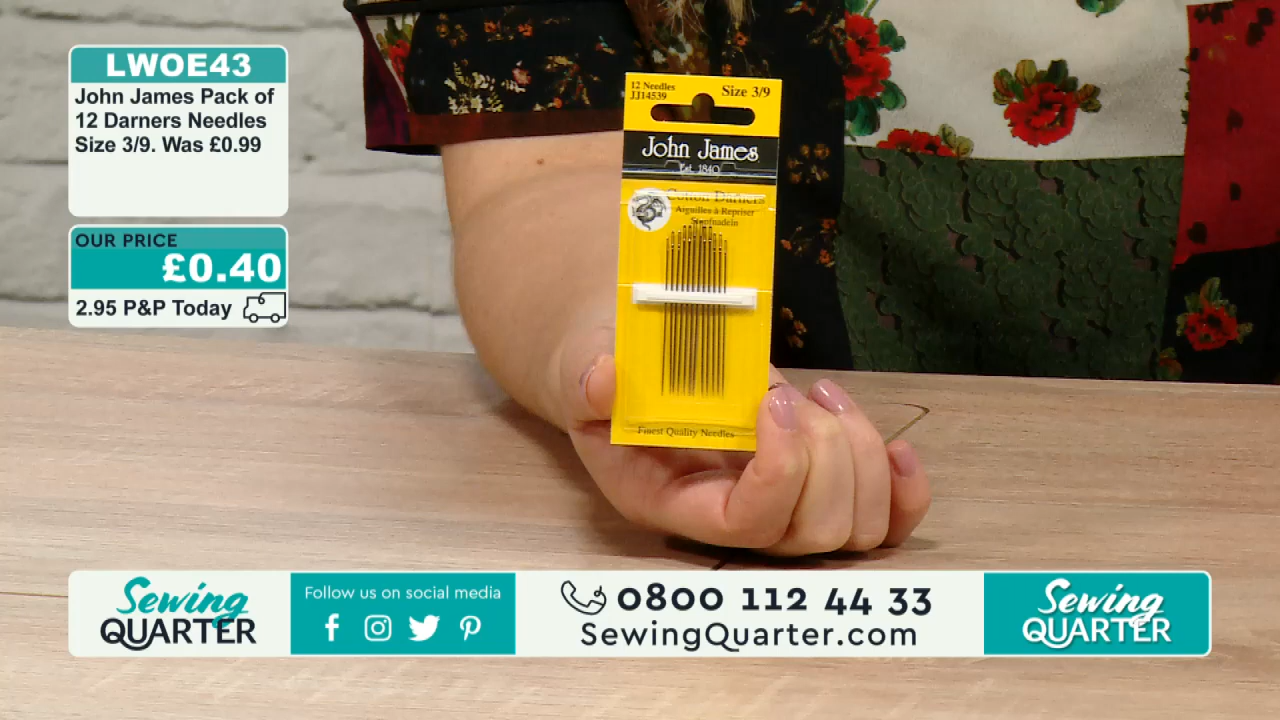 LWOE43
John James Pack of
12 Darners Needles
Size 3/9. Was £0.99
OUR PRICE
£0.40
2.95 P&P Today
12 Needles
JJ14539
Size 3/9
John James
Est. 1840
Cotton Darners
Aiguilles à Repriser
Stopfnadeln
Finest Quality Needles
Sewing
QUARTER
Follow us on social media
0800 112 44 33
SewingQuarter.com
Sewing
QUARTER